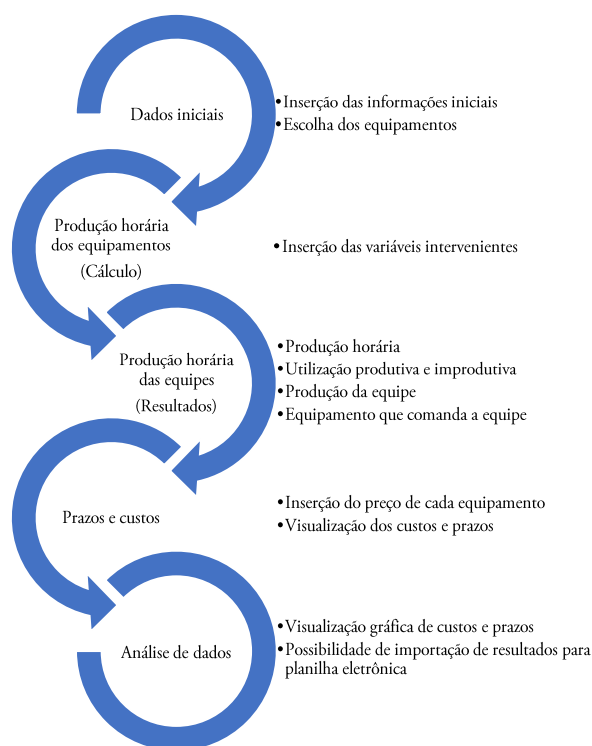 Dados iniciais
•Inserção das informações iniciais
•Escolha dos equipamentos
Produção horária
dos equipamentos
(Cálculo)
•Inserção das variáveis intervenientes
Produção horária
das equipes
(Resultados)
•Produção horária
•Utilização produtiva e improdutiva
•Produção da equipe
•Equipamento que comanda a equipe
Prazos e custos
•Inserção do preço de cada equipamento
•Visualização dos custos e prazos
Análise de dados
•Visualização gráfica de custos e prazos
•Possibilidade de importação de resultados para
planilha eletrônica